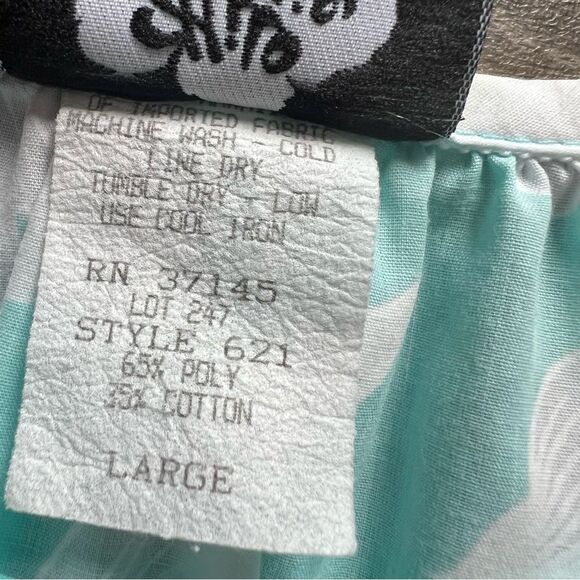 OF IMPORTED FABRIC
MACHINE WASH - COLD
LINE DRY
TUMBLE DRY - LOW
USE COOL IRON
RN 37145
LOT 247
STYLE 621
65% POLY
35% COTTON
LARGE